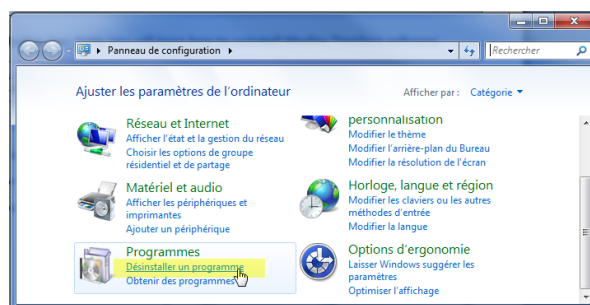 Panneau de configuration
Rechercher
Ajuster les paramètres de l'ordinateur
Afficher par : Catégorie
Réseau et Internet
Afficher l'état et la gestion du réseau
Choisir les options de groupe
résidentiel et de partage
Matériel et audio
Afficher les périphériques et
imprimantes
Ajouter un périphérique
Programmes
Désinstaller un programme
Obtenir des programmes
personnalisation
Modifier le thème
Modifier l'arrière-plan du Bureau
Modifier la résolution de l'écran
Horloge, langue et région
Modifier les claviers ou les autres
méthodes d'entrée
Modifier la langue
Options d'ergonomie
Laisser Windows suggérer les
paramètres
Optimiser l'affichage